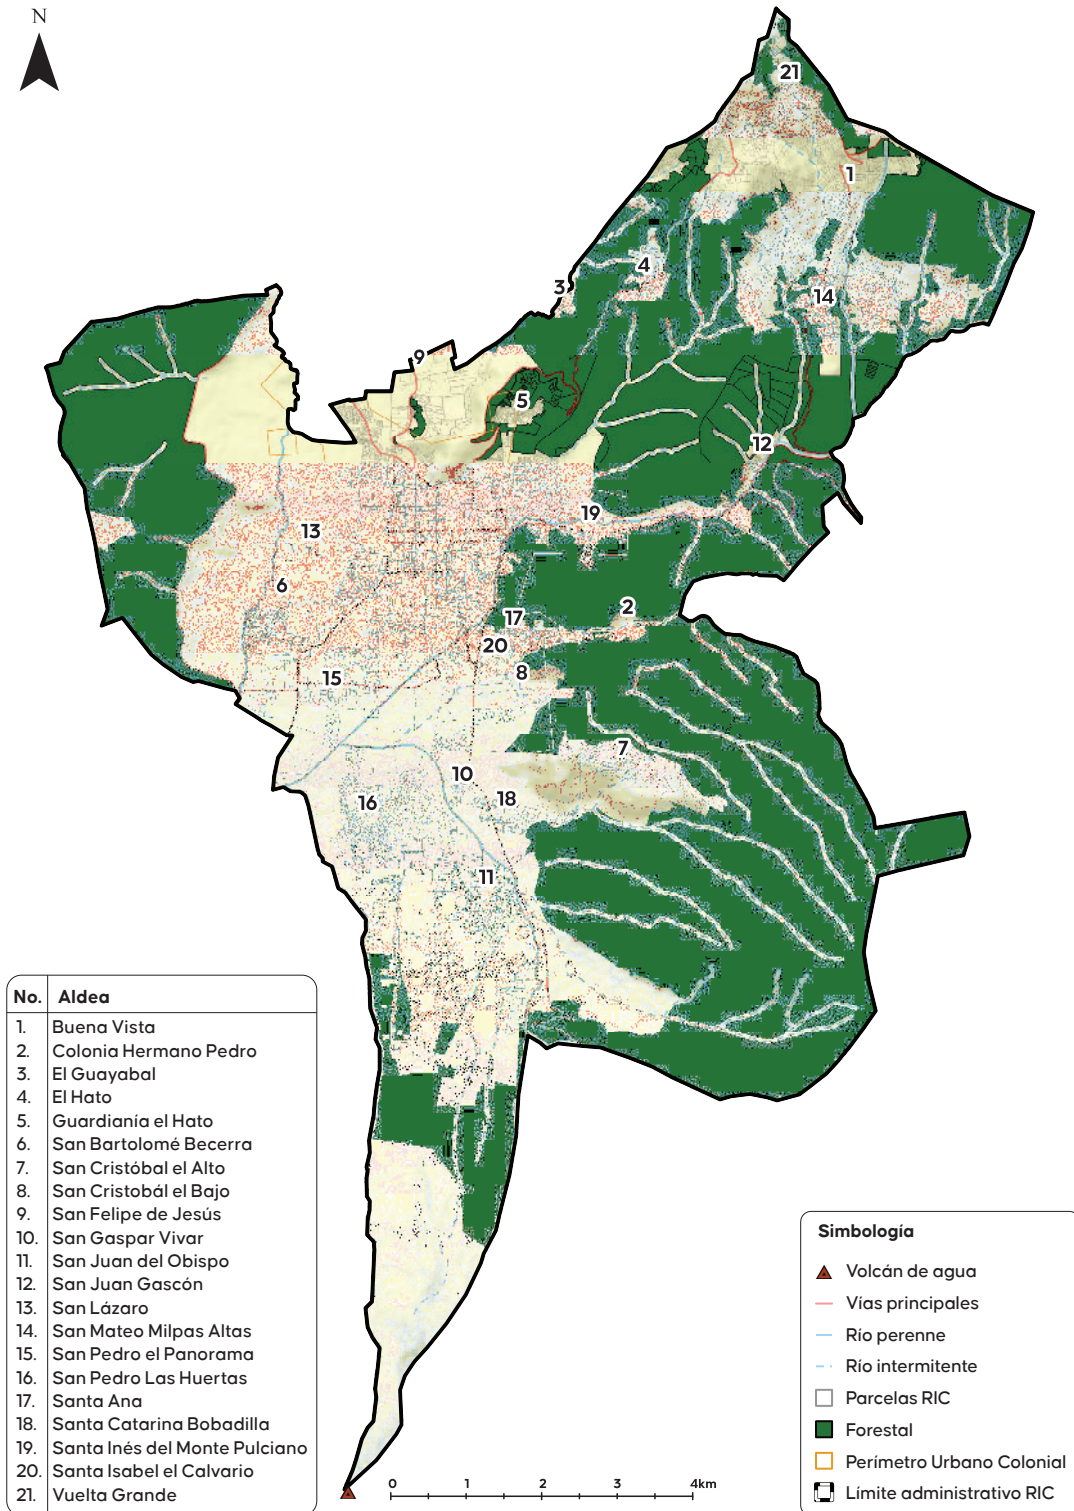 N
21
1
4
3
14
9
5
12
19
13
6
2
17
20
8
15
7
10
16
18
11
No. Aldea
1. Buena Vista
2. Colonia Hermano Pedro
3. El Guayabal
4. El Hato
5. Guardianía el Hato
6. San Bartolomé Becerra
7. San Cristóbal el Alto
8. San Cristobál el Bajo
9. San Felipe de Jesús
10. San Gaspar Vivar
11. San Juan del Obispo
12. San Juan Gascón
13. San Lázaro
14. San Mateo Milpas Altas
15. San Pedro el Panorama
16. San Pedro Las Huertas
17. Santa Ana
18. Santa Catarina Bobadilla
19. Santa Inés del Monte Pulciano
20. Santa Isabel el Calvario
21. Vuelta Grande
0 1 2 3 4km
Simbología
Volcán de agua
Vías principales
Río perenne
Río intermitente
Parcelas RIC
Forestal
Perímetro Urbano Colonial
Límite administrativo RIC